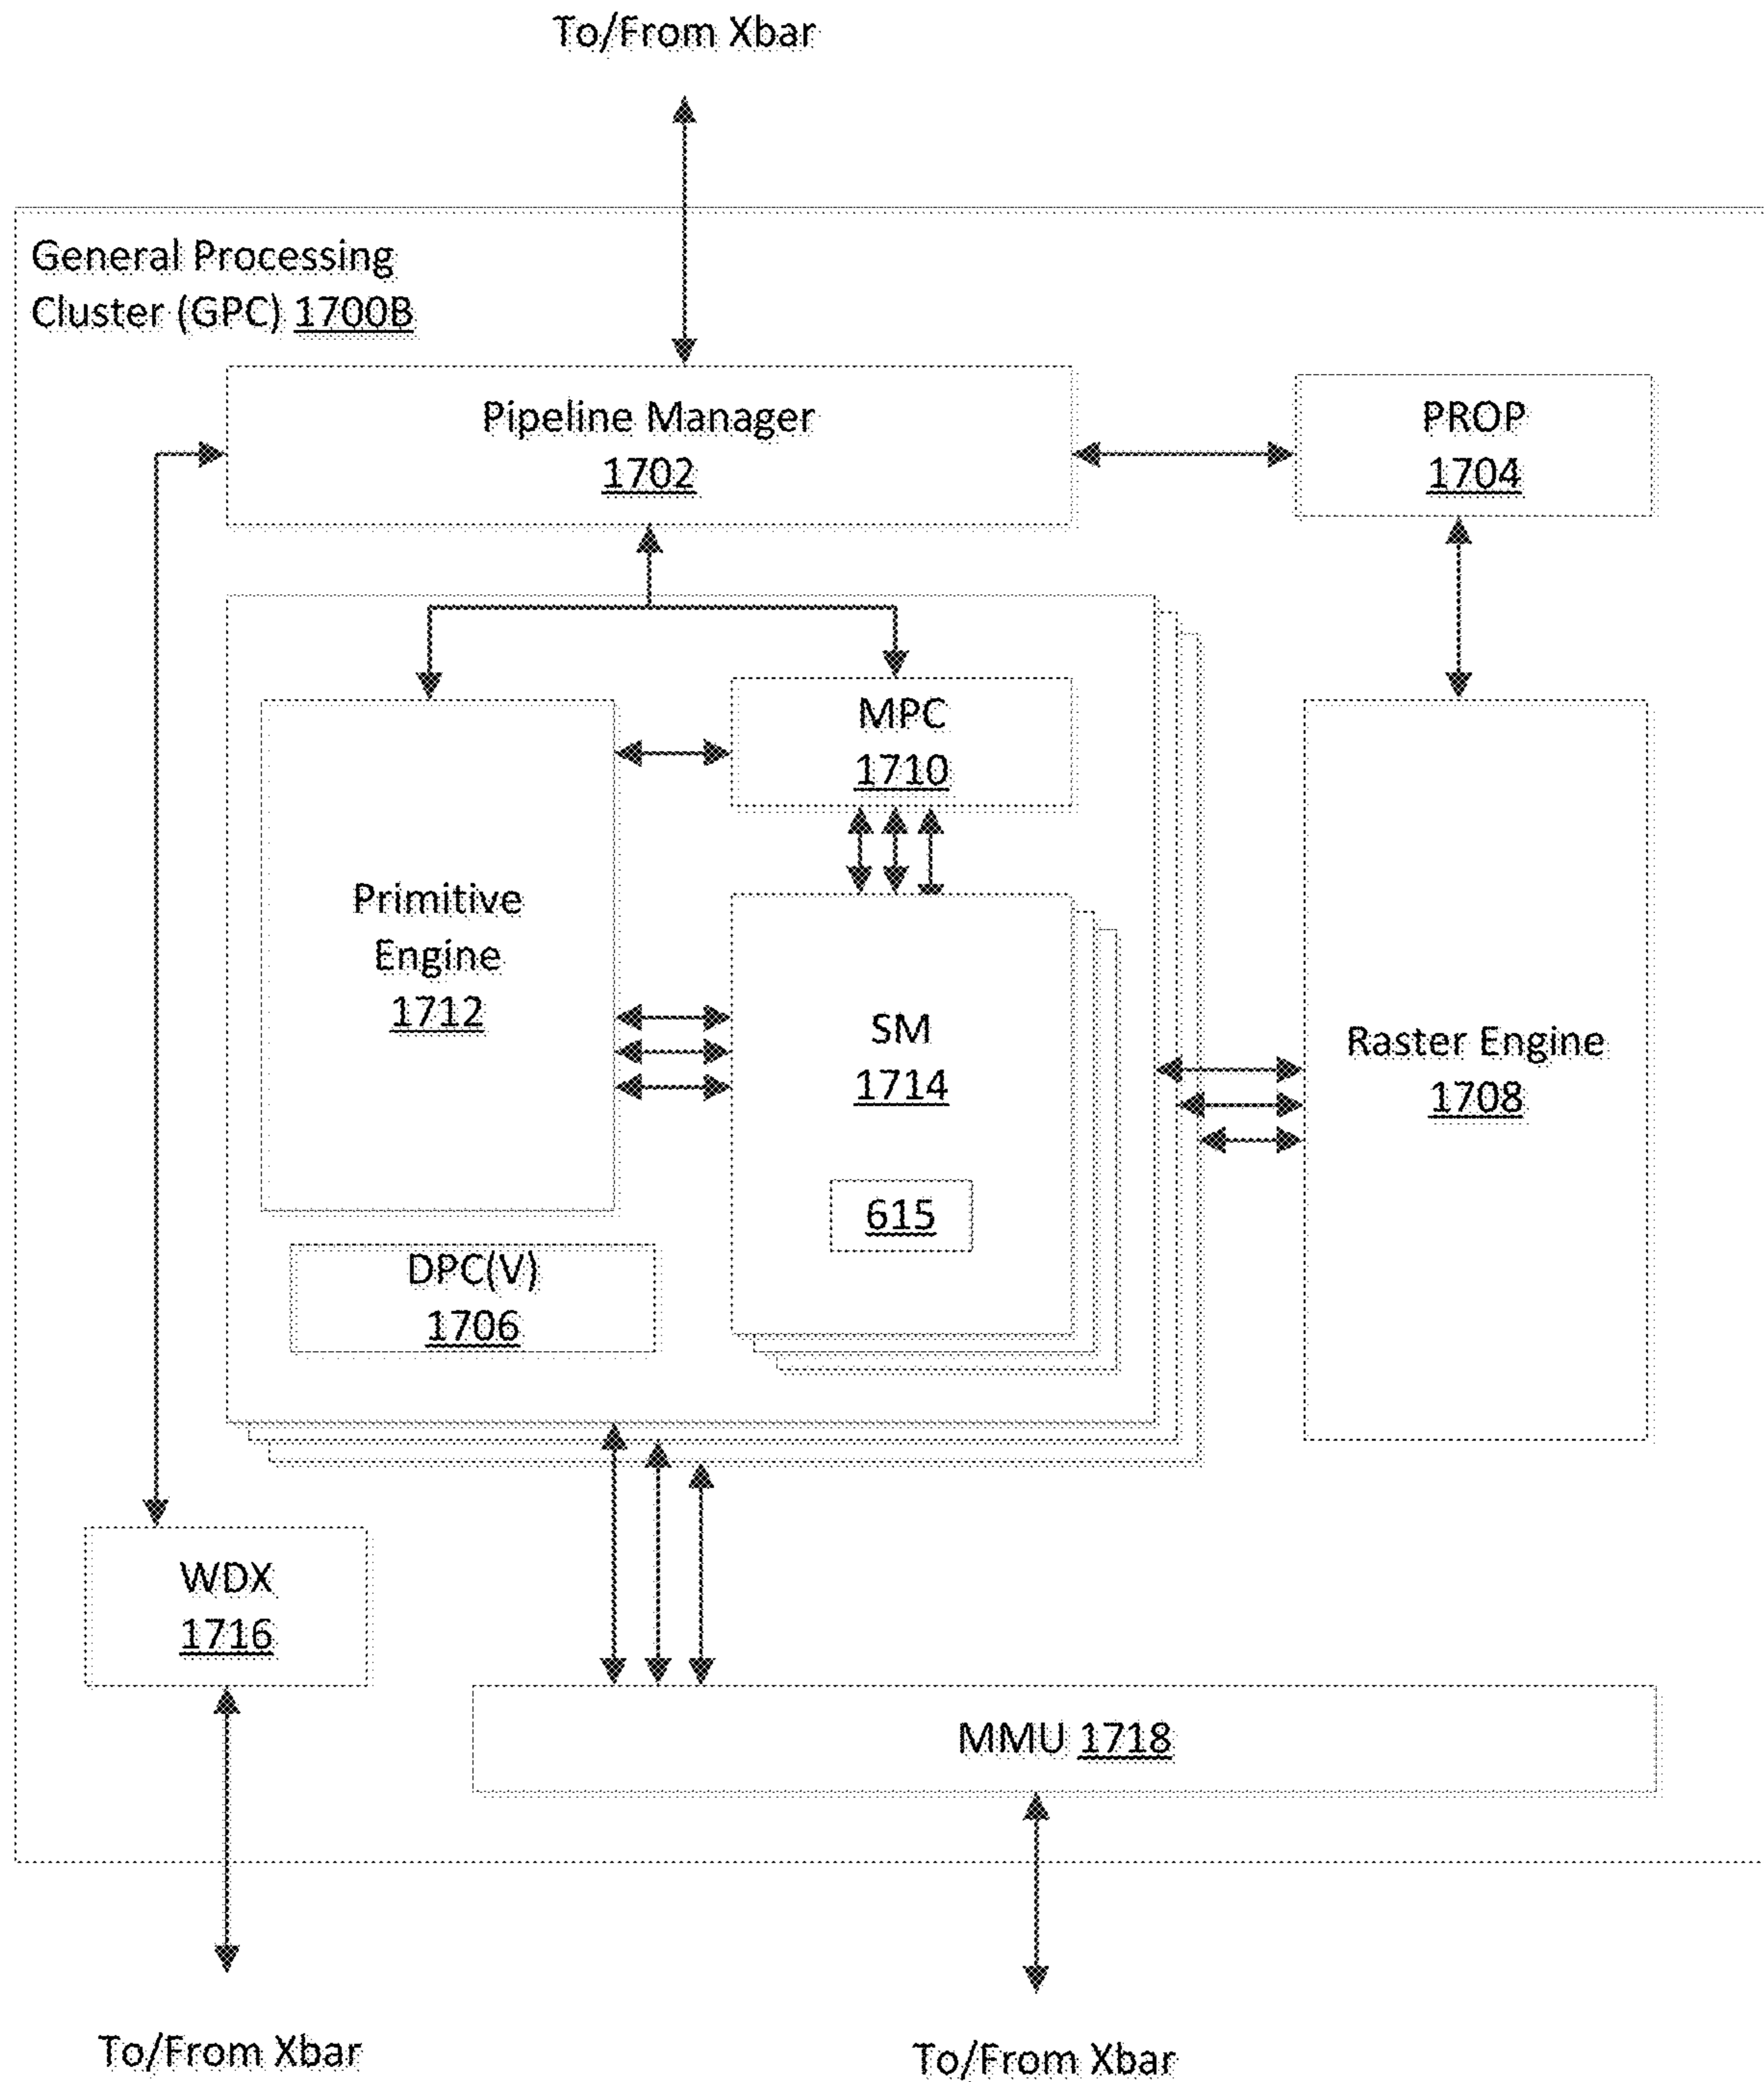 To/From Xbar
General Processing
Cluster (GPC) 1700B
Pipeline Manager
1702
PROP
1704
MPC
1710
Primitive
Engine
1712
SM
1714
615
Raster Engine
1708
DPC(V)
1706
WDX
1716
MMU 1718
To/From Xbar
To/From Xbar